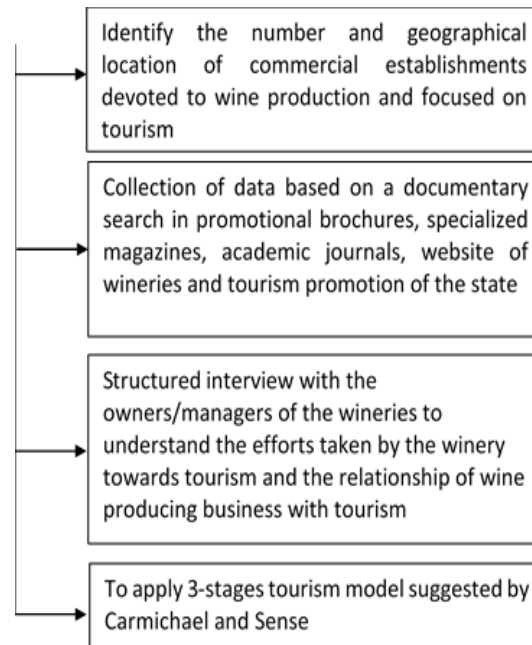 Identify the number and geographical
location of commercial establishments
devoted to wine production and focused on
tourism
Collection of data based on a documentary
search in promotional brochures, specialized
magazines, academic journals, website of
wineries and tourism promotion of the state
Structured interview with the
owners/managers of the wineries to
understand the efforts taken by the winery
towards tourism and the relationship of wine
producing business with tourism
To apply 3-stages tourism model suggested by
Carmichael and Sense